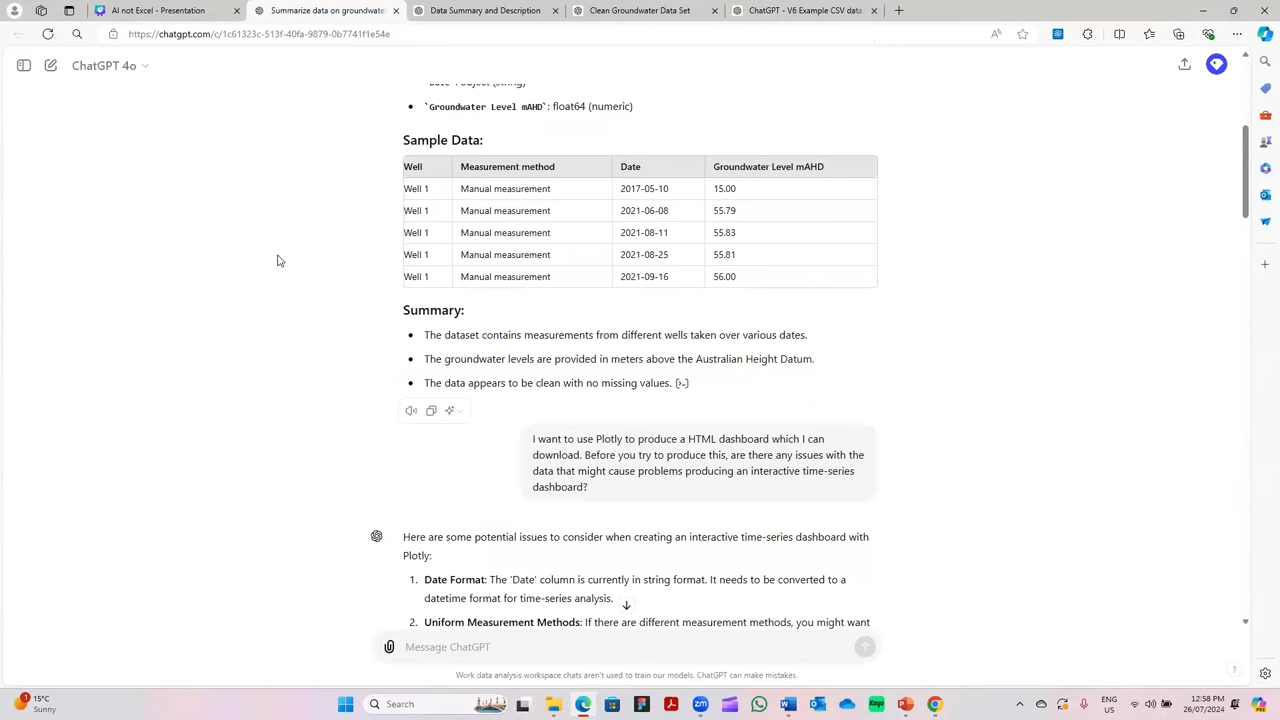 AI not Excel - Presentation
Summarize data on groundwate
Data Summary and Description
Clean Groundwater Data Set
ChatGPT - V6 Example CSV data
https://chatgpt.com/c/1c61323c-513f-40fa-9879-0b7741f1e54e
ChatGPT 4o
`Groundwater Level mAHD`: float64 (numeric)
Sample Data:
Well Measurement method Date Groundwater Level mAHD
Well 1 Manual measurement 2017-05-10 15.00
Well 1 Manual measurement 2021-06-08 55.79
Well 1 Manual measurement 2021-08-11 55.83
Well 1 Manual measurement 2021-08-25 55.81
Well 1 Manual measurement 2021-09-16 56.00
Summary:
The dataset contains measurements from different wells taken over various dates.
The groundwater levels are provided in meters above the Australian Height Datum.
The data appears to be clean with no missing values.
I want to use Plotly to produce a HTML dashboard which I can
download. Before you try to produce this, are there any issues with the
data that might cause problems producing an interactive time-series
dashboard?
Here are some potential issues to consider when creating an interactive time-series dashboard with
Plotly:
1. Date Format: The 'Date' column is currently in string format. It needs to be converted to a
datetime format for time-series analysis.
2. Uniform Measurement Methods: If there are different measurement methods, you might want
Message ChatGPT
Work data analysis workspace chats aren't used to train our models. ChatGPT can make mistakes.
?
1
15°C
Sunny
Search
Koyo
ENG
US
12:58 PM
26/07/2024